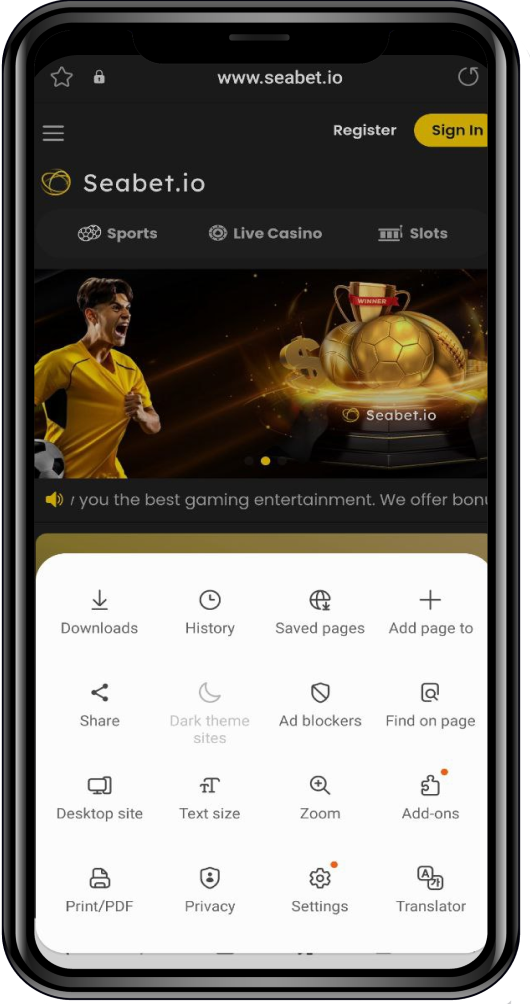 www.seabet.io
Register
Sign In
Seabet.io
Sports
Live Casino
Slots
WINNER
Seabet.io
you the best gaming entertainment. We offer
Downloads
History
Saved pages
Add page to
Share
Dark theme
sites
Ad blockers
Find on page
Desktop site
Text size
Zoom
Add-ons
Print/PDF
Privacy
Settings
Translator